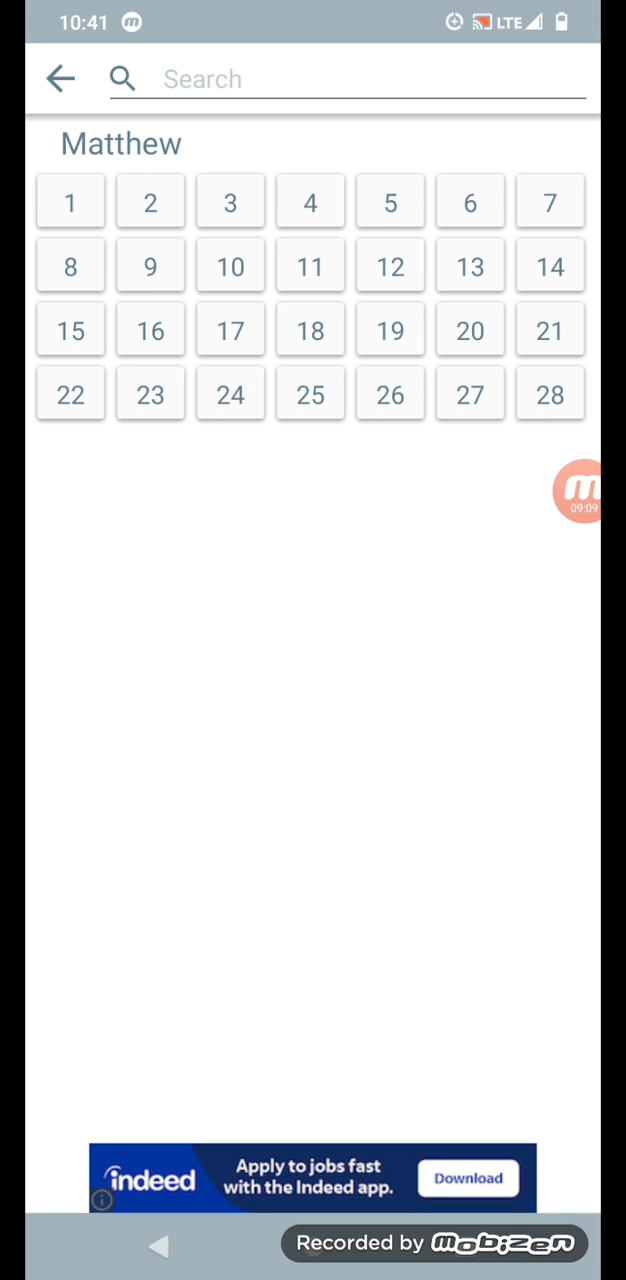 10:41 m LTE
Search
Matthew
1 2 3 4 5 6 7
8 9 10 11 12 13 14
15 16 17 18 19 20 21
22 23 24 25 26 27 28
m
09:09
indeed
Apply to jobs fast
with the Indeed app.
Download
Recorded by mobizen